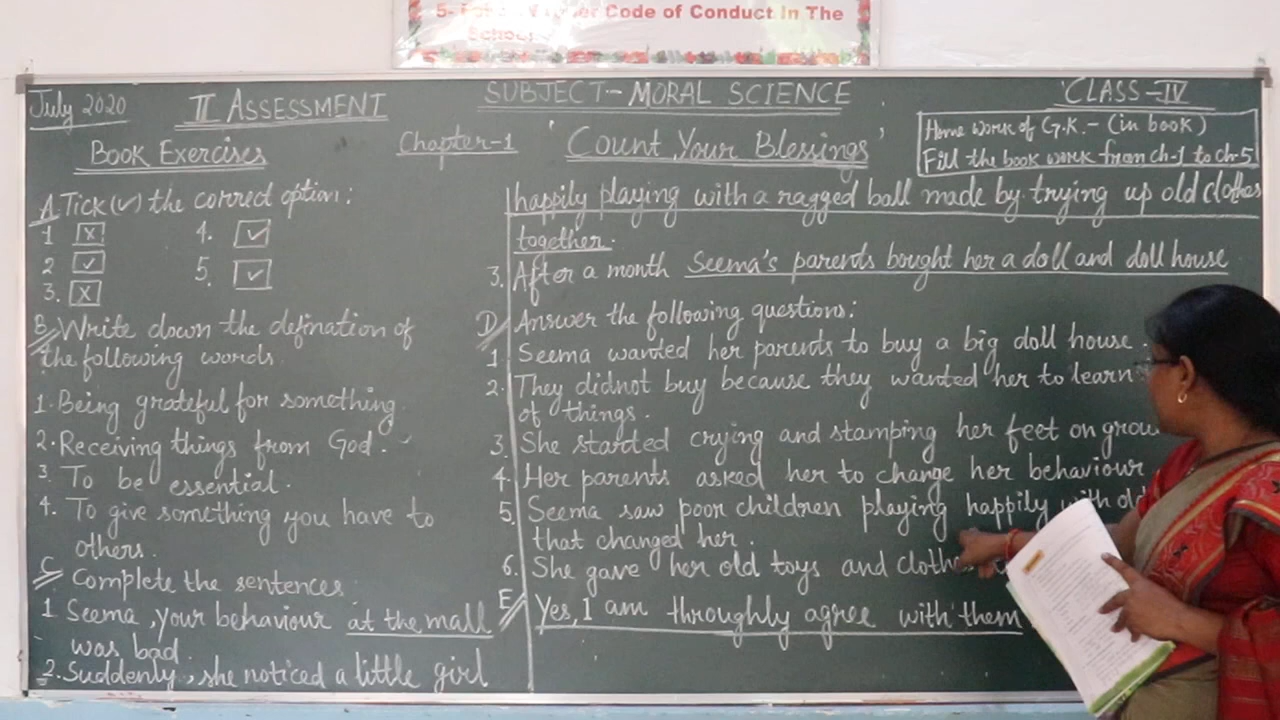 5- Code of Conduct In The
School
July 2020
II ASSESSMENT
SUBJECT-MORAL SCIENCE
CLASS-IV
Home work of G.K.- (in book)
Fill the book work from ch-1 to ch-5
Book Exercises
Chapter-1
'Count Your Blessings'
A Tick (✓) the correct option:
1 x 4. ✓
2 ✓ 5. ✓
3. x
B. Write down the defination of
the following words.
1. Being grateful for something.
2. Receiving things from God.
3. To be essential.
4. To give something you have to
others.
C. Complete the sentences
1 Seema, your behaviour at the mall
was bad
2. Suddenly, she noticed a little girl
happily playing with a ragged ball made by trying up old clothes
together.
3. After a month Seema's parents bought her a doll and doll house
D. Answer the following questions:
1. Seema wanted her parents to buy a big doll house.
2. They didnot buy because they wanted her to learn
of things.
3. She started crying and stamping her feet on
4. Her parents asked her to change her behaviour
5. Seema saw poor children playing happily with
that changed her.
6. She gave her old toys and
E. Yes, I am throughly agree with them